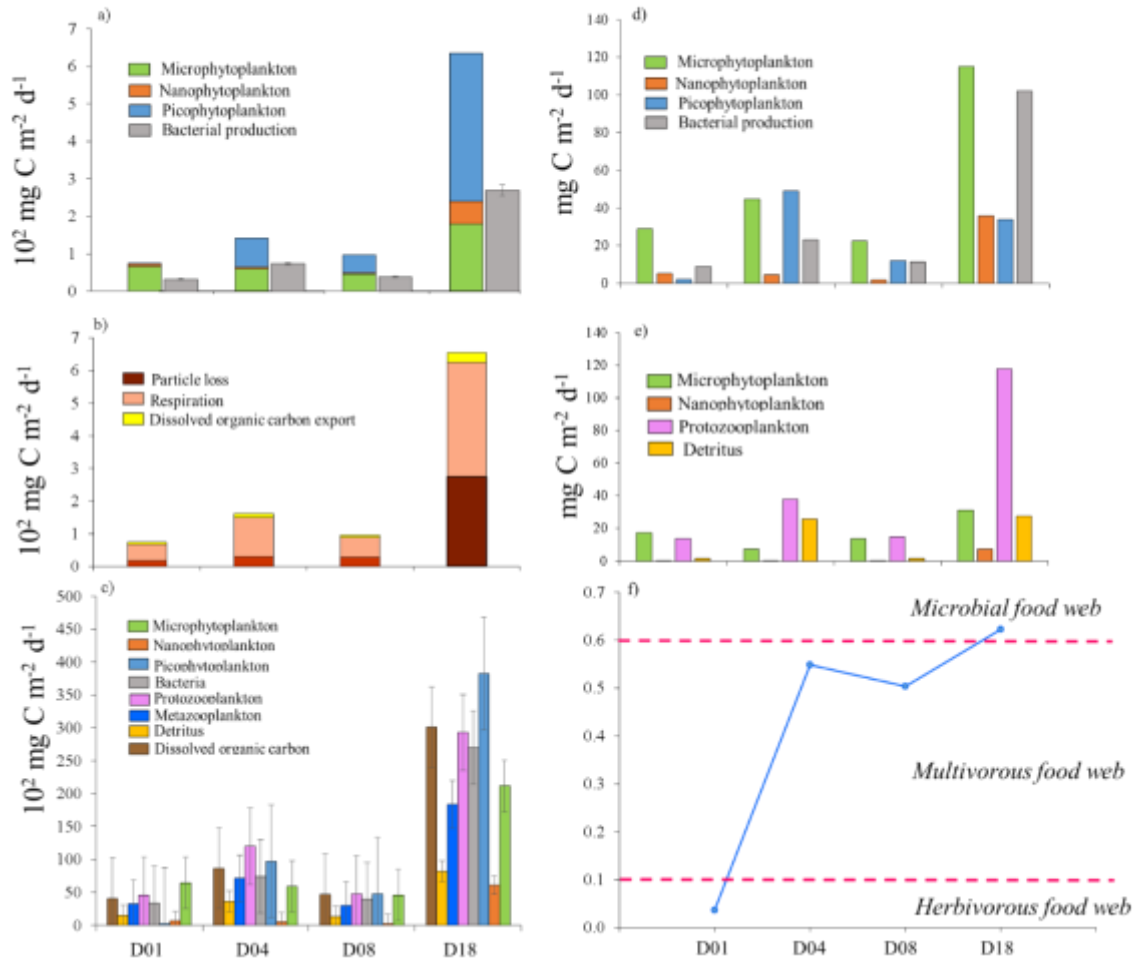 a)
10² mg C m⁻² d⁻¹
7
6
5
4
3
2
1
0
Microphytoplankton
Nanophytoplankton
Picophytoplankton
Bacterial production
d)
mg C m⁻² d⁻¹
140
120
100
80
60
40
20
0
Microphytoplankton
Nanophytoplankton
Picophytoplankton
Bacterial production
b)
10² mg C m⁻² d⁻¹
7
6
5
4
3
2
1
0
Particle loss
Respiration
Dissolved organic carbon export
e)
mg C m⁻² d⁻¹
140
120
100
80
60
40
20
0
Microphytoplankton
Nanophytoplankton
Protozooplankton
Detritus
c)
10² mg C m⁻² d⁻¹
500
450
400
350
300
250
200
150
100
50
0
Microphytoplankton
Nanophytoplankton
Picophytoplankton
Bacteria
Protozooplankton
Metazooplankton
Detritus
Dissolved organic carbon
D01 D04 D08 D18
f)
0.7
0.6
0.5
0.4
0.3
0.2
0.1
0.0
Microbial food web
Multivorous food web
Herbivorous food web
D01 D04 D08 D18